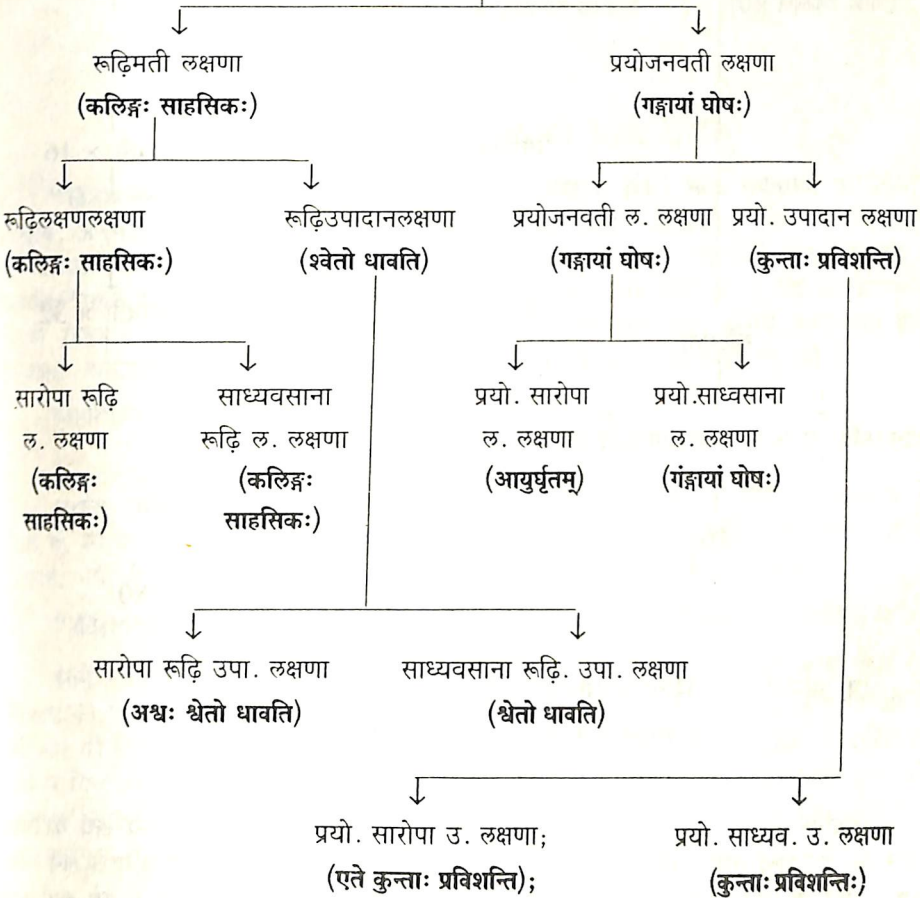 रूढ़िमती लक्षणा
प्रयोजनवती लक्षणा
(कलिङ्गः साहसिकः)
(गङ्गायां घोषः)
रूढ़िलक्षणलक्षणा
रूढ़िउपादानलक्षणा
प्रयोजनवती ल. लक्षणा
प्रयो. उपादान लक्षणा
(कलिङ्गः साहसिकः)
(श्वेतो धावति)
(गङ्गायां घोषः)
(कुन्ताः प्रविशन्ति)
सारोपा रूढ़ि
ल. लक्षणा
(कलिङ्गः
साहसिकः)
साध्यवसाना
रूढ़ि ल. लक्षणा
(कलिङ्गः
साहसिकः)
प्रयो. सारोपा
ल. लक्षणा
(आयुर्घृतम्)
प्रयो.साध्वसाना
ल. लक्षणा
(गंङ्गायां घोषः)
सारोपा रूढ़ि उपा. लक्षणा
(अश्वः श्वेतो धावति)
साध्यवसाना रूढ़ि. उपा. लक्षणा
(श्वेतो धावति)
प्रयो. सारोपा उ. लक्षणा;
(एते कुन्ताः प्रविशन्ति);
प्रयो. साध्यव. उ. लक्षणा
(कुन्ताः प्रविशन्तिः)